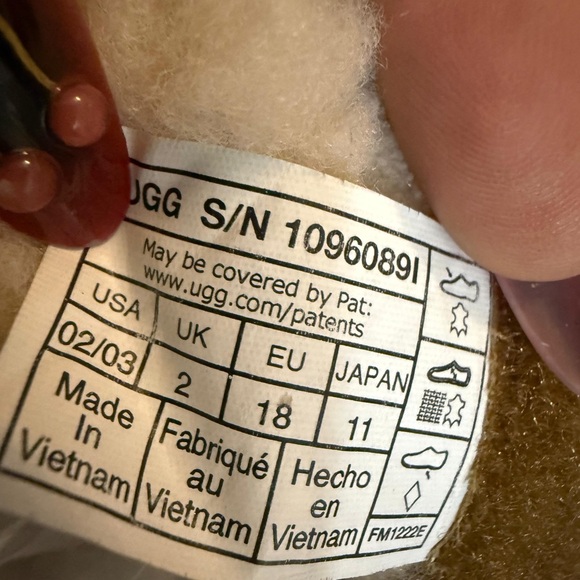 UGG S/N 1096089I
May be covered by Pat:
www.ugg.com/patents
USA UK EU JAPAN
02/03 2 18 11
Made In Vietnam
Fabriqué au Vietnam
Hecho en Vietnam
FM1222E